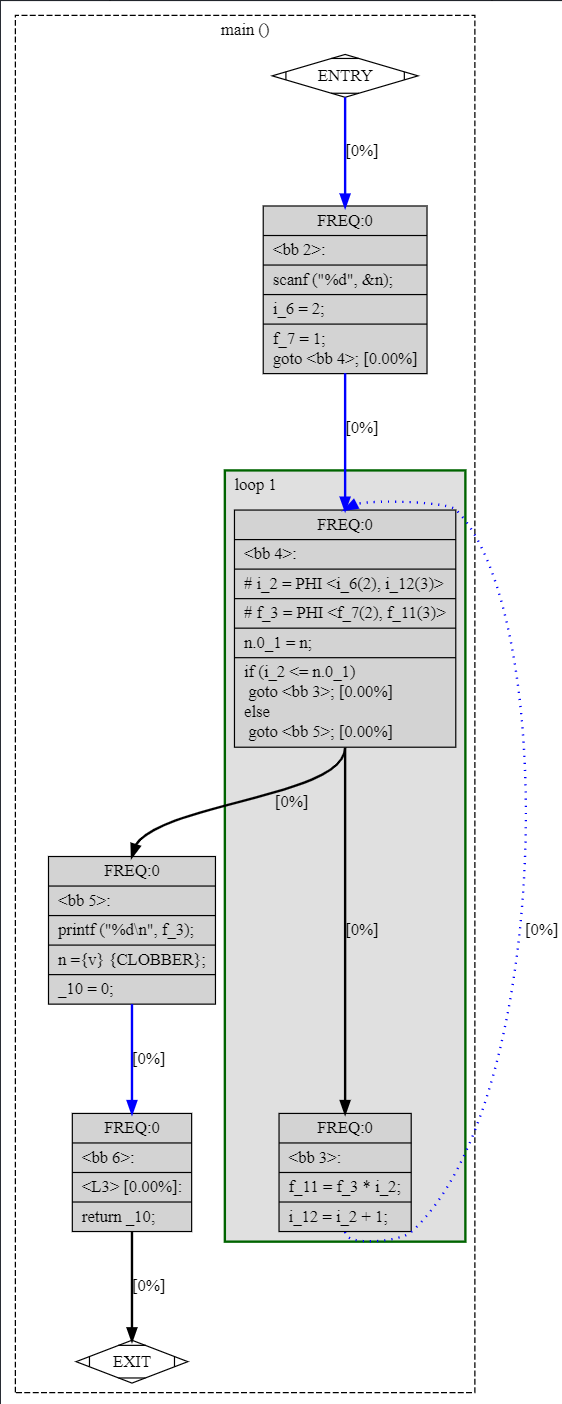 main ()
ENTRY
[0%]
FREQ:0
<bb 2>:
scanf ("%d", &n);
i_6 = 2;
f_7 = 1;
goto <bb 4>; [0.00%]
[0%]
loop 1
FREQ:0
<bb 4>:
# i_2 = PHI <i_6(2), i_12(3)>
# f_3 = PHI <f_7(2), f_11(3)>
n.0_1 = n;
if (i_2 <= n.0_1)
goto <bb 3>; [0.00%]
else
goto <bb 5>; [0.00%]
[0%]
FREQ:0
<bb 5>:
printf ("%d\n", f_3);
n ={v} {CLOBBER};
_10 = 0;
[0%]
[0%]
[0%]
FREQ:0
<bb 6>:
<L3> [0.00%]:
return _10;
FREQ:0
<bb 3>:
f_11 = f_3 * i_2;
i_12 = i_2 + 1;
[0%]
EXIT